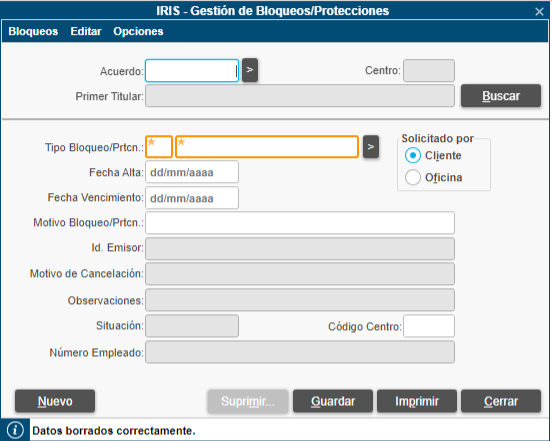 IRIS - Gestión de Bloqueos/Protecciones ×
Bloqueos Editar Opciones
Acuerdo: > Centro:
Primer Titular: Buscar
Tipo Bloqueo/Prtcn.: * * > Solicitado por
Fecha Alta: dd/mm/aaaa Cliente
Fecha Vencimiento: dd/mm/aaaa Oficina
Motivo Bloqueo/Prtcn.:
Id. Emisor:
Motivo de Cancelación:
Observaciones:
Situación: Código Centro:
Número Empleado:
Nuevo Suprimir... Guardar Imprimir Cerrar
i Datos borrados correctamente.